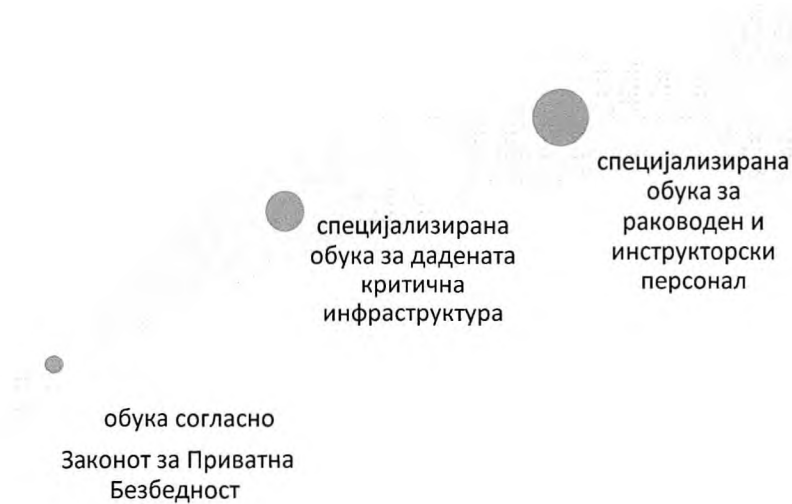 специјализирана
обука за
раководен и
инструкторски
персонал
специјализирана
обука за дадената
критична
инфраструктура
обука согласно
Законот за Приватна
Безбедност